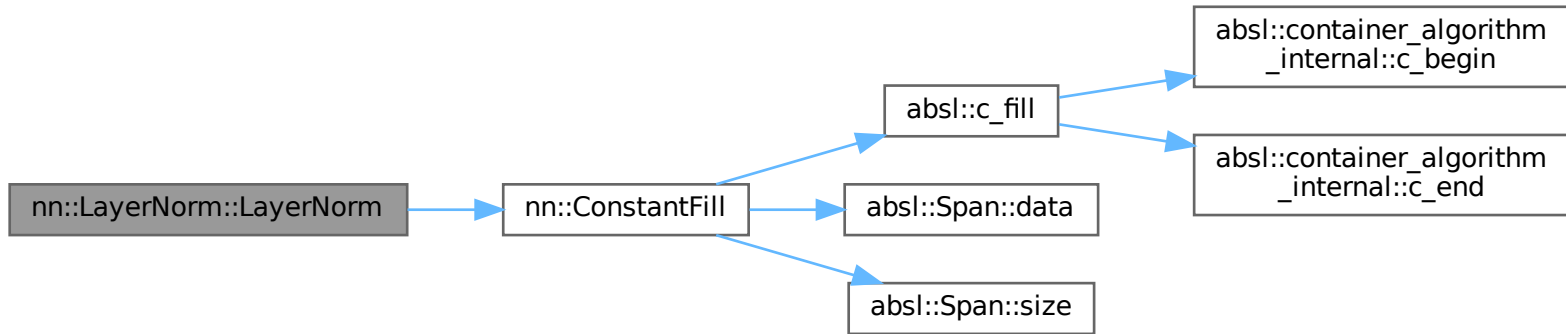 nn::LayerNorm::LayerNorm
nn::ConstantFill
absl::c_fill
absl::Span::data
absl::Span::size
absl::container_algorithm
_internal::c_begin
absl::container_algorithm
_internal::c_end